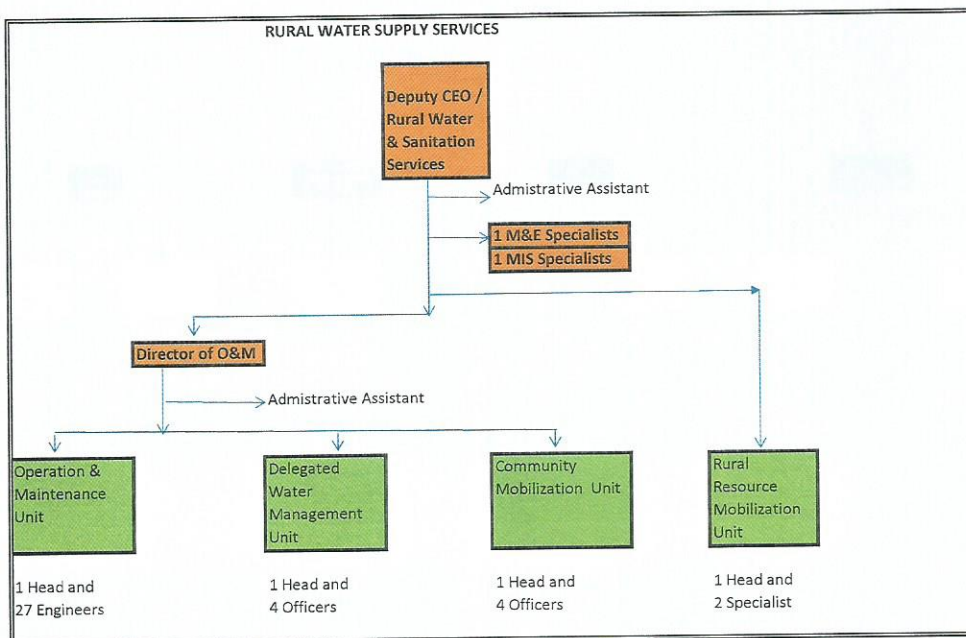 RURAL WATER SUPPLY SERVICES
Deputy CEO /
Rural Water
& Sanitation
Services
Admistrative Assistant
1 M&E Specialists
1 MIS Specialists
Director of O&M
Admistrative Assistant
Operation &
Maintenance
Unit
Delegated
Water
Management
Unit
Community
Mobilization Unit
Rural
Resource
Mobilization
Unit
1 Head and
27 Engineers
1 Head and
4 Officers
1 Head and
4 Officers
1 Head and
2 Specialist